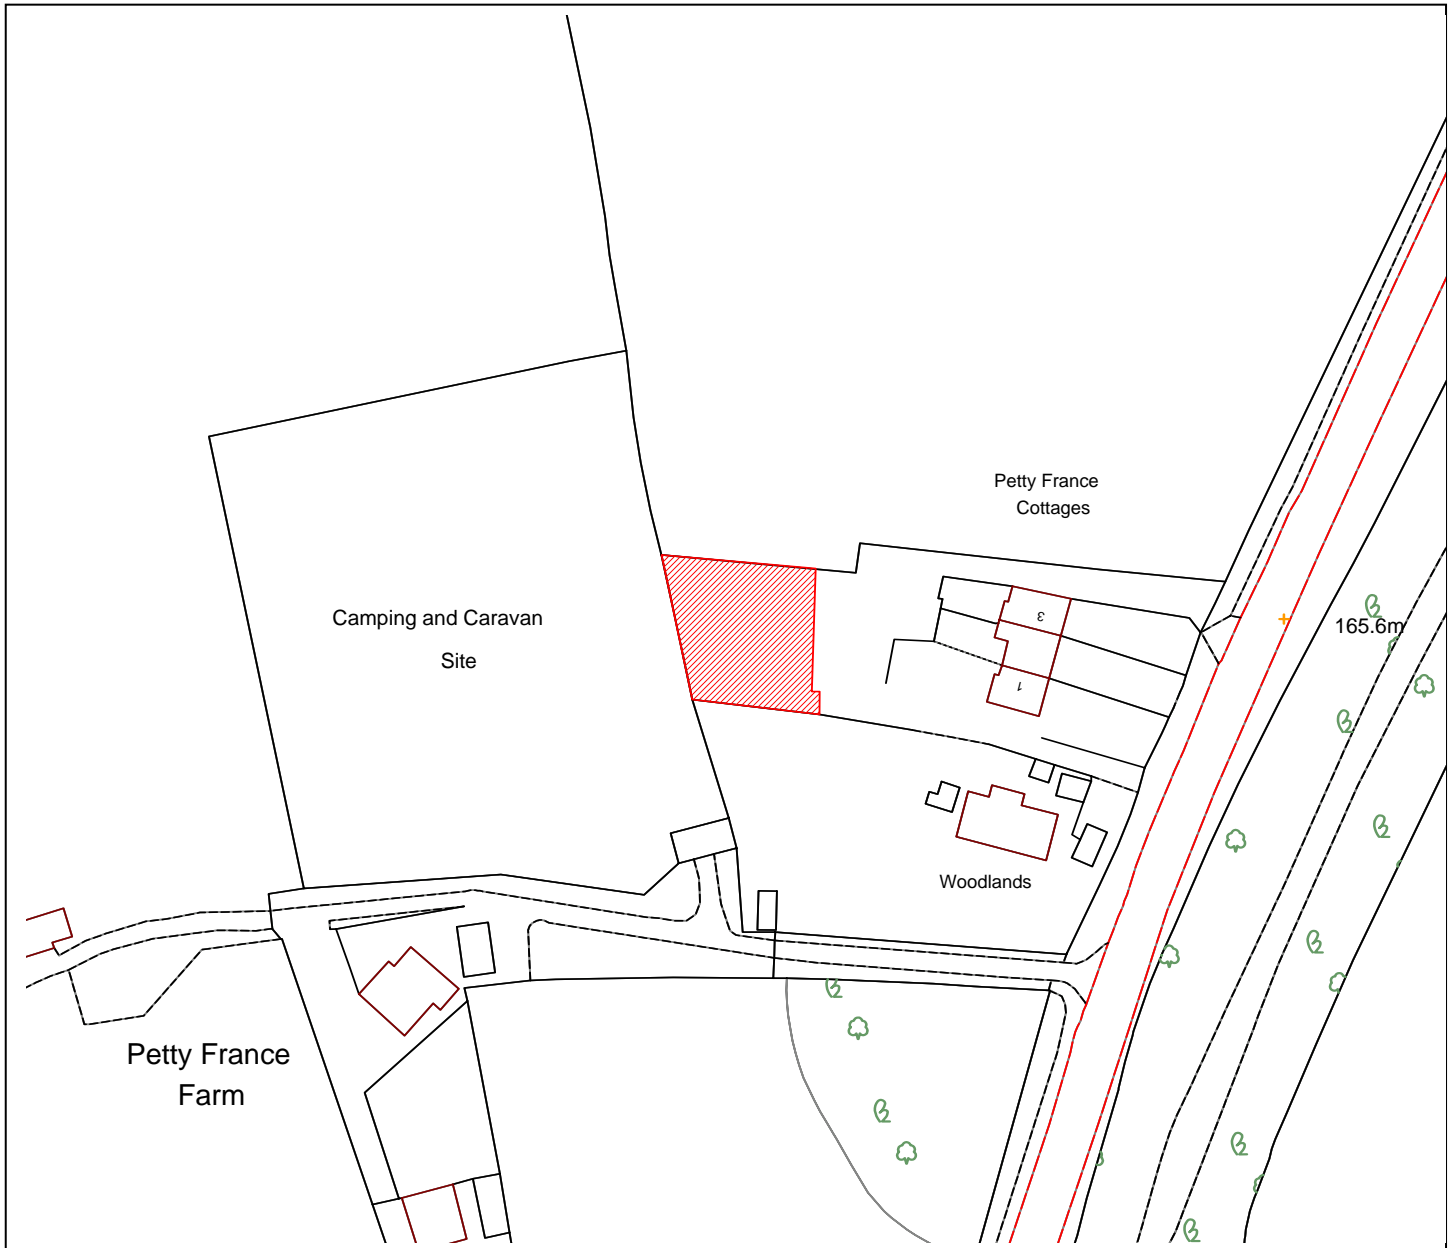 Petty France
Cottages
Camping and Caravan
Site
3
165.6m
1
Woodlands
Petty France
Farm